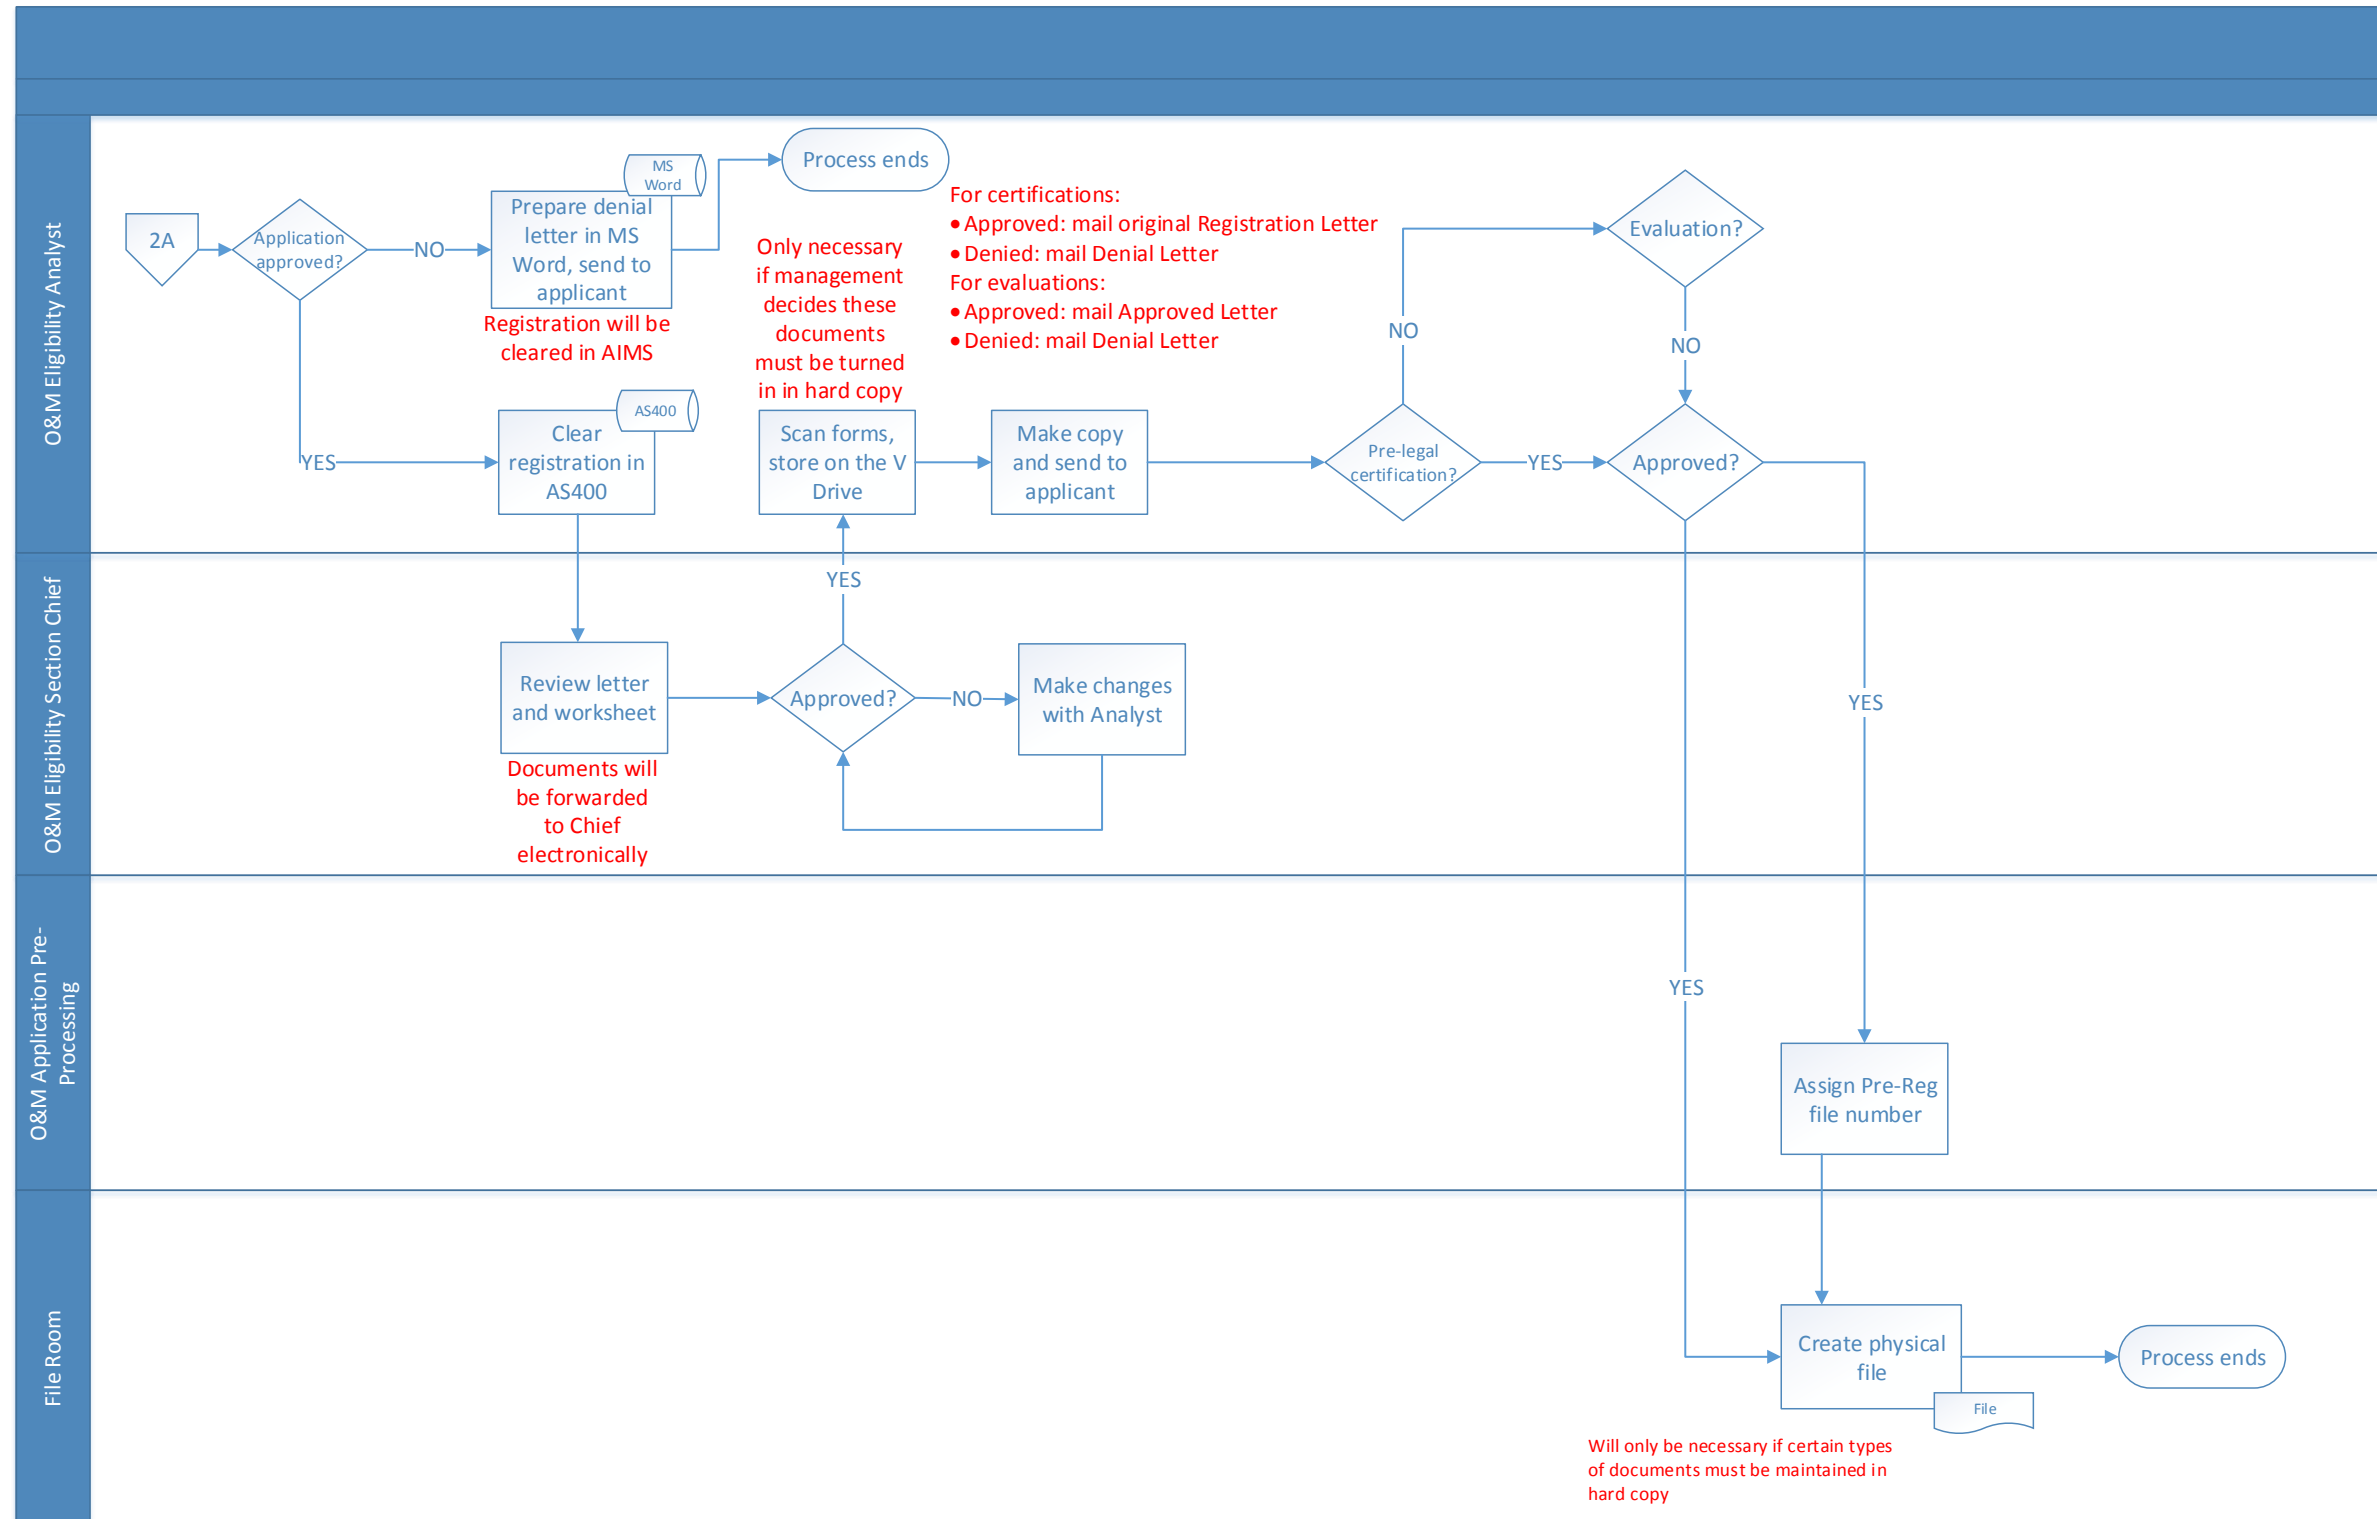 O&M Eligibility Analyst
2A
Application
approved?
NO
MS
Word
Prepare denial
letter in MS
Word, send to
applicant
Registration will be
cleared in AIMS
Process ends
YES
AS400
Clear
registration in
AS400
Only necessary
if management
decides these
documents
must be turned
in in hard copy
Scan forms,
store on the V
Drive
For certifications:
• Approved: mail original Registration Letter
• Denied: mail Denial Letter
For evaluations:
• Approved: mail Approved Letter
• Denied: mail Denial Letter
Make copy
and send to
applicant
Pre-legal
certification?
NO
Evaluation?
NO
YES
Approved?
O&M Eligibility Section Chief
Review letter
and worksheet
Documents will
be forwarded
to Chief
electronically
YES
Approved?
NO
Make changes
with Analyst
YES
O&M Application Pre-
Processing
YES
Assign Pre-Reg
file number
File Room
Create physical
file
File
Process ends
Will only be necessary if certain types
of documents must be maintained in
hard copy